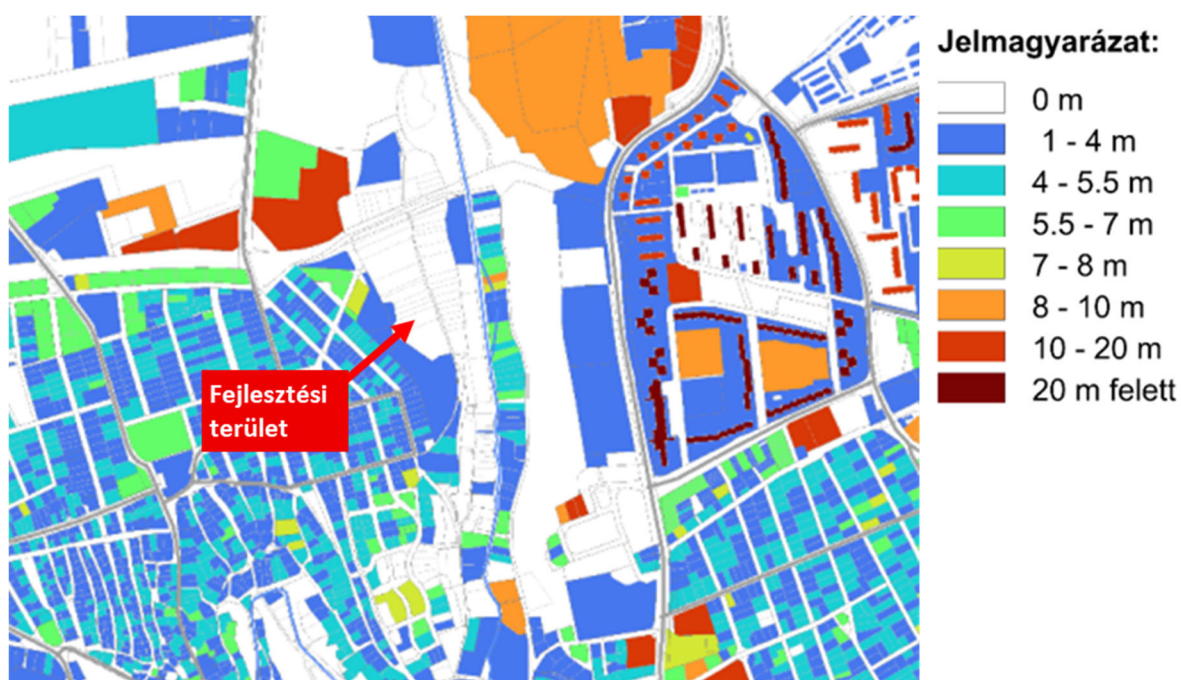 Jelmagyarázat:
0 m
1 - 4 m
4 - 5.5 m
5.5 - 7 m
7 - 8 m
8 - 10 m
10 - 20 m
20 m felett
Fejlesztési
terület